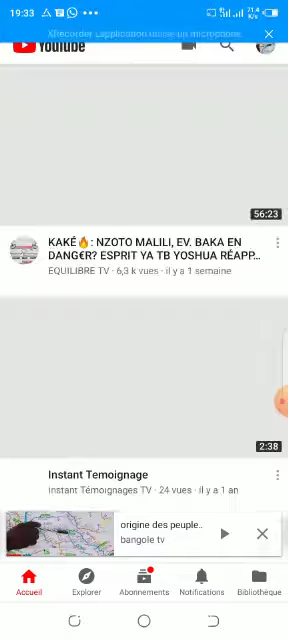 19:33
71.4
K/s
XRecorder L'application utilise un microphone.
YouTube
56:23
KAKÉ🔥: NZOTO MALILI, EV. BAKA EN
DANG€R? ESPRIT YA TB YOSHUA RÉAPP...
EQUILIBRE TV · 6,3 k vues · il y a 1 semaine
2:38
Instant Temoignage
Instant Témoignages TV · 24 vues · il y a 1 an
origine des peuple..
bangole tv
Accueil
Explorer
Abonnements
Notifications
Bibliothèque